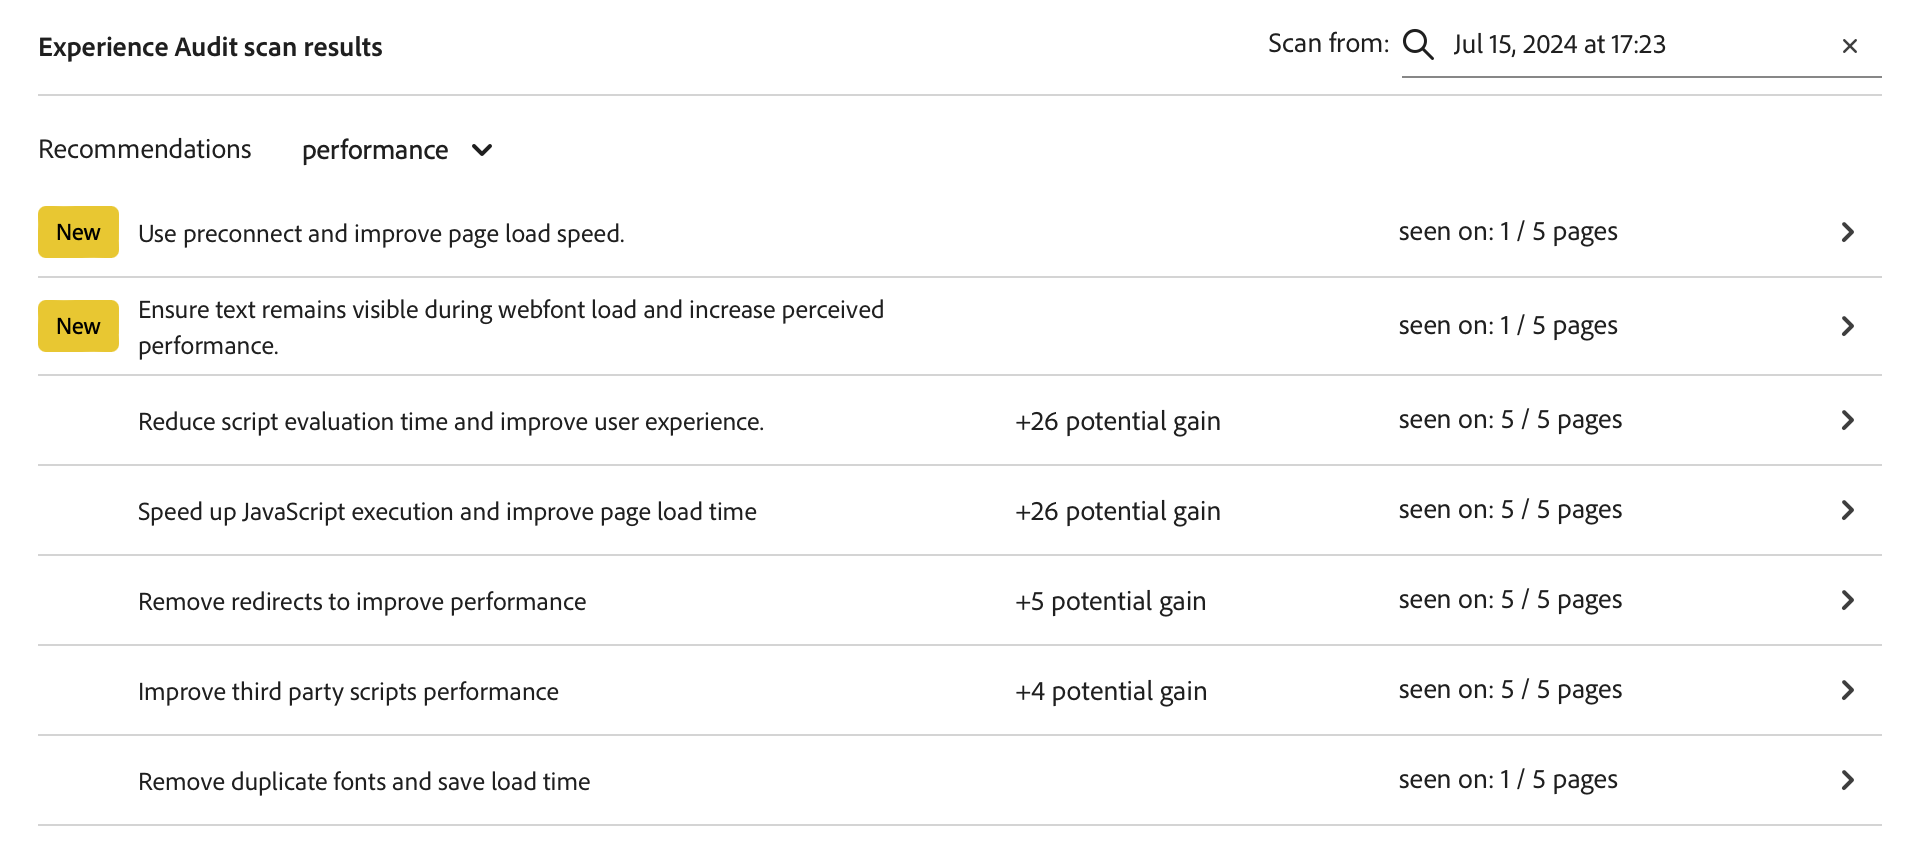 Experience Audit scan results
Scan from: Jul 15, 2024 at 17:23
Recommendations performance
New Use preconnect and improve page load speed. seen on: 1 / 5 pages
New Ensure text remains visible during webfont load and increase perceived
performance. seen on: 1 / 5 pages
Reduce script evaluation time and improve user experience. +26 potential gain seen on: 5 / 5 pages
Speed up JavaScript execution and improve page load time +26 potential gain seen on: 5 / 5 pages
Remove redirects to improve performance +5 potential gain seen on: 5 / 5 pages
Improve third party scripts performance +4 potential gain seen on: 5 / 5 pages
Remove duplicate fonts and save load time seen on: 1 / 5 pages